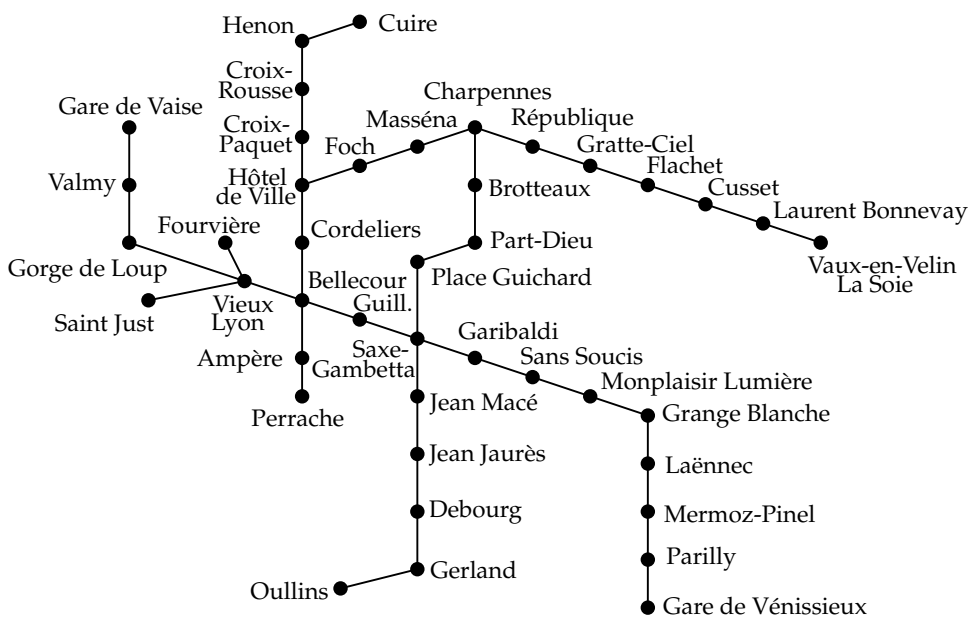 Henon
Cuire
Croix-
Rousse
Gare de Vaise
Charpennes
Masséna
République
Croix-
Paquet
Foch
Gratte-Ciel
Flachet
Valmy
Hôtel
de Ville
Brotteaux
Cusset
Laurent Bonnevay
Fourvière
Cordeliers
Part-Dieu
Gorge de Loup
Place Guichard
Vaux-en-Velin
La Soie
Bellecour
Guill.
Saint Just
Vieux
Lyon
Garibaldi
Saxe-
Gambetta
Sans Soucis
Ampère
Monplaisir Lumière
Perrache
Jean Macé
Grange Blanche
Jean Jaurès
Laënnec
Debourg
Mermoz-Pinel
Parilly
Oullins
Gerland
Gare de Vénissieux